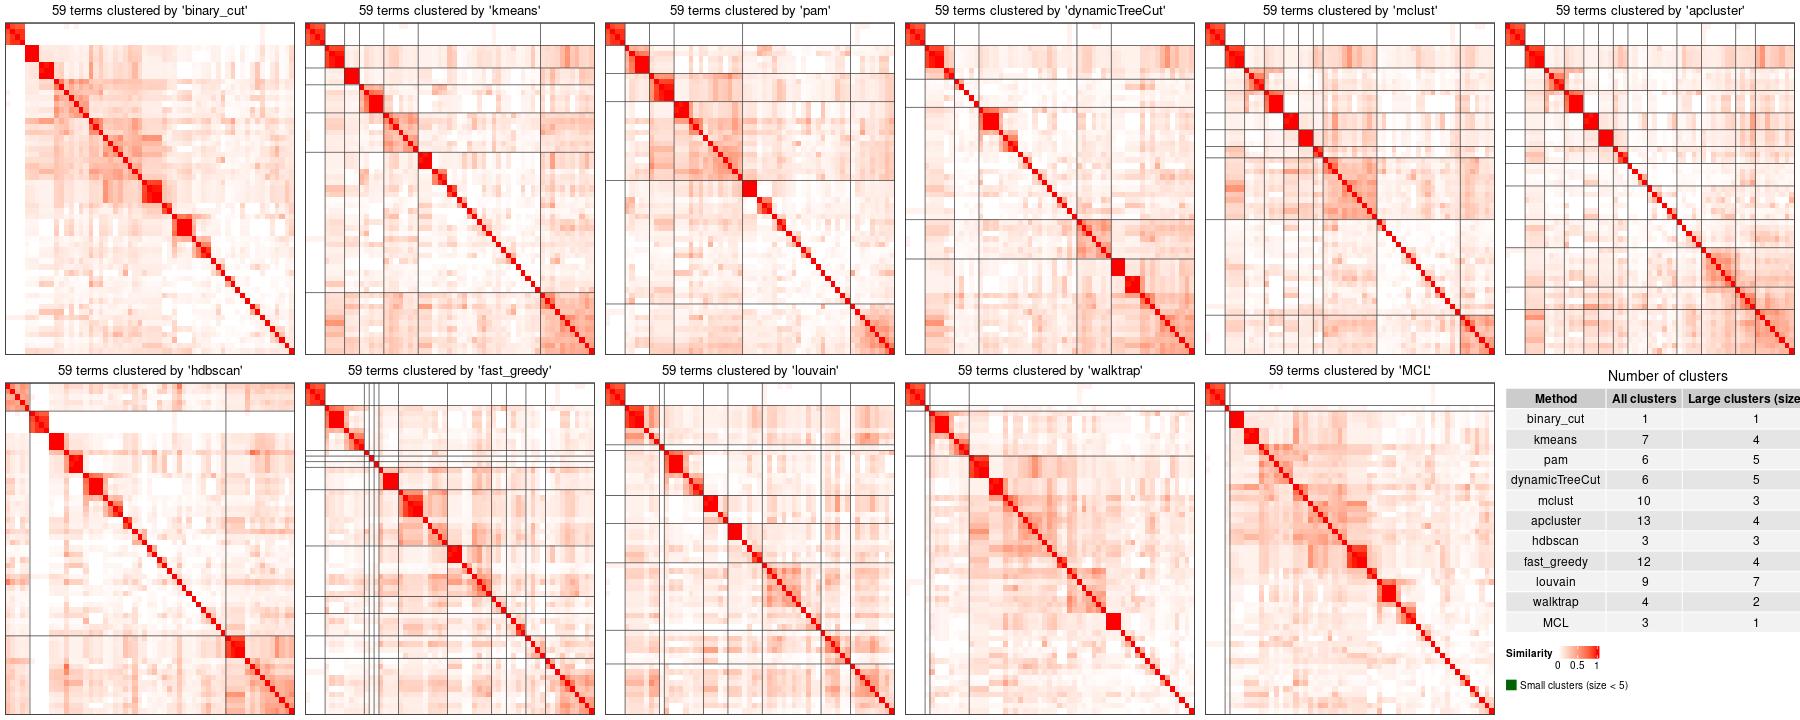 59 terms clustered by 'binary_cut'
59 terms clustered by 'kmeans'
59 terms clustered by 'pam'
59 terms clustered by 'dynamicTreeCut'
59 terms clustered by 'mclust'
59 terms clustered by 'apcluster'
59 terms clustered by 'hdbscan'
59 terms clustered by 'fast_greedy'
59 terms clustered by 'louvain'
59 terms clustered by 'walktrap'
59 terms clustered by 'MCL'
Number of clusters
Method All clusters Large clusters (size
binary_cut 1 1
kmeans 7 4
pam 6 5
dynamicTreeCut 6 5
mclust 10 3
apcluster 13 4
hdbscan 3 3
fast_greedy 12 4
louvain 9 7
walktrap 4 2
MCL 3 1
Similarity
0 0.5 1
Small clusters (size < 5)